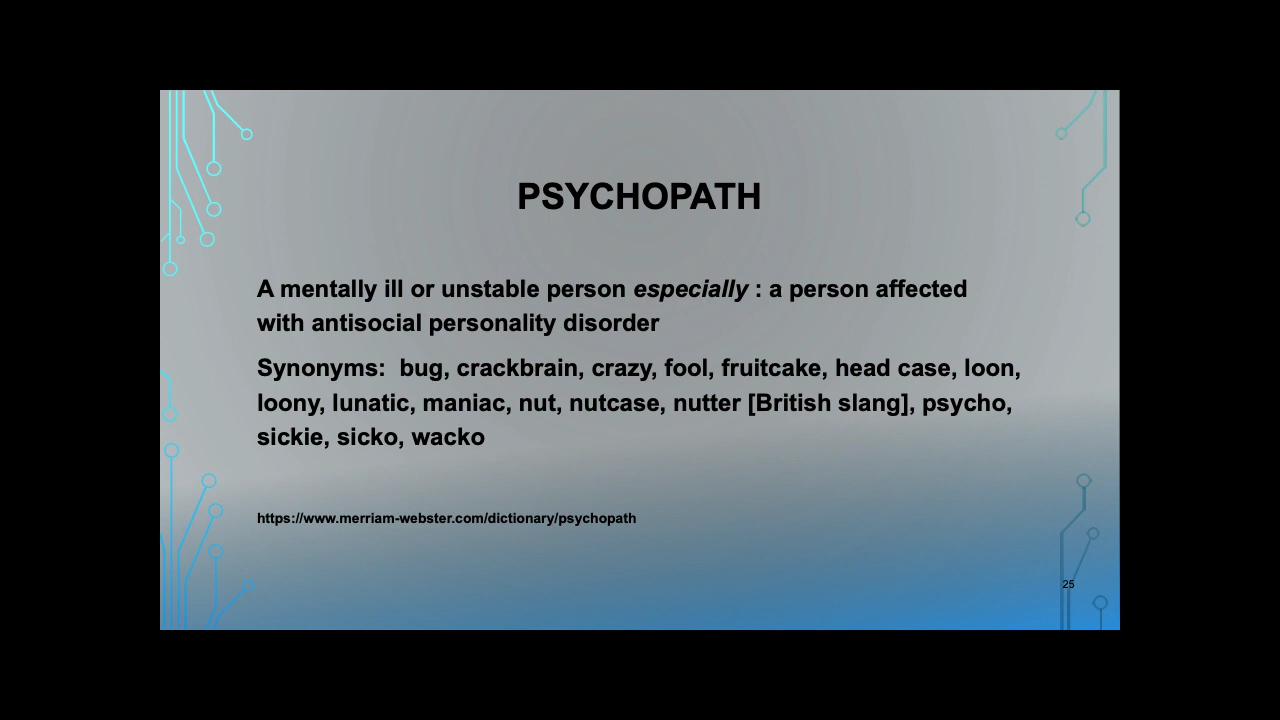 PSYCHOPATH
A mentally ill or unstable person especially : a person affected
with antisocial personality disorder
Synonyms:  bug, crackbrain, crazy, fool, fruitcake, head case, loon,
loony, lunatic, maniac, nut, nutcase, nutter [British slang], psycho,
sickie, sicko, wacko
https://www.merriam-webster.com/dictionary/psychopath
25